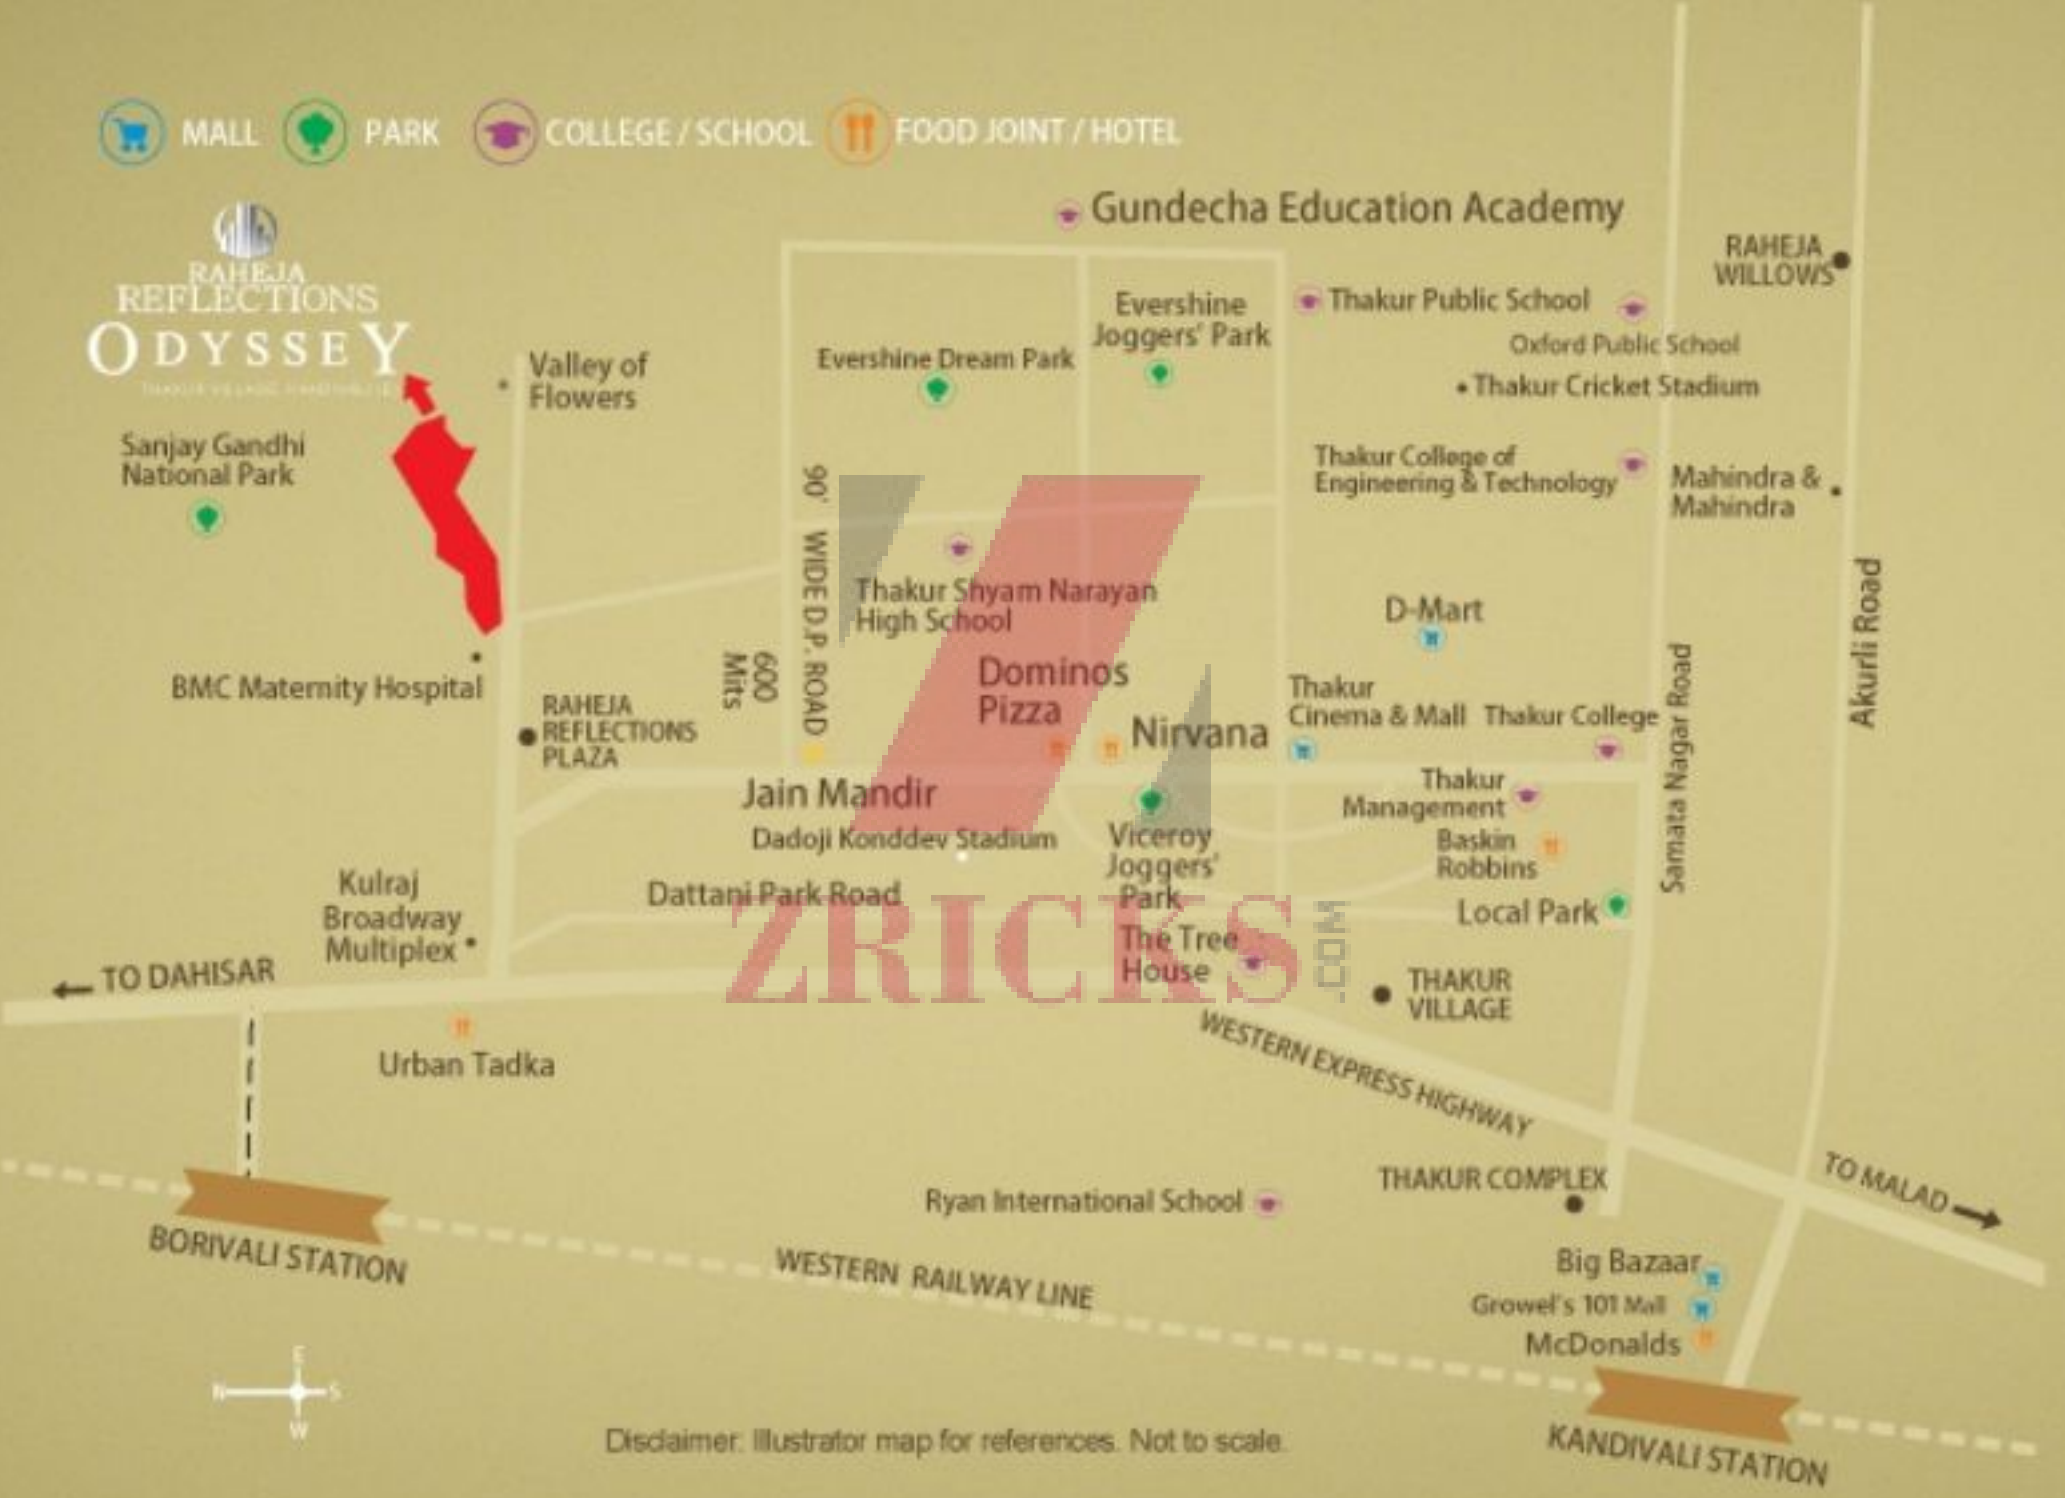 MALL
PARK
COLLEGE / SCHOOL
FOOD JOINT / HOTEL
RAHEJA
REFLECTIONS
ODYSSEY
Gundecha Education Academy
RAHEJA
WILLOWS
Evershine
Joggers' Park
Thakur Public School
Oxford Public School
Evershine Dream Park
Valley of
Flowers
Thakur Cricket Stadium
Sanjay Gandhi
National Park
Thakur College of
Engineering & Technology
Mahindra &
Mahindra
90' WIDE D.P. ROAD
Thakur Shyam Narayan
High School
D-Mart
Akurli Road
Samata Nagar Road
600
Mits
BMC Maternity Hospital
Dominos
Pizza
Nirvana
Thakur
Cinema & Mall
Thakur College
RAHEJA
REFLECTIONS
PLAZA
Jain Mandir
Thakur
Management
Dadoji Konddev Stadium
Viceroy
Joggers'
Park
Baskin
Robbins
Dattani Park Road
Kulraj
Broadway
Multiplex
Local Park
ZRICKS
.COM
The Tree
House
TO DAHISAR
THAKUR
VILLAGE
Urban Tadka
WESTERN EXPRESS HIGHWAY
THAKUR COMPLEX
TO MALAD
Ryan International School
BORIVALI STATION
WESTERN RAILWAY LINE
Big Bazaar
Growel's 101 Mall
McDonalds
E
N
S
W
Disclaimer: Illustrator map for references. Not to scale.
KANDIVALI STATION